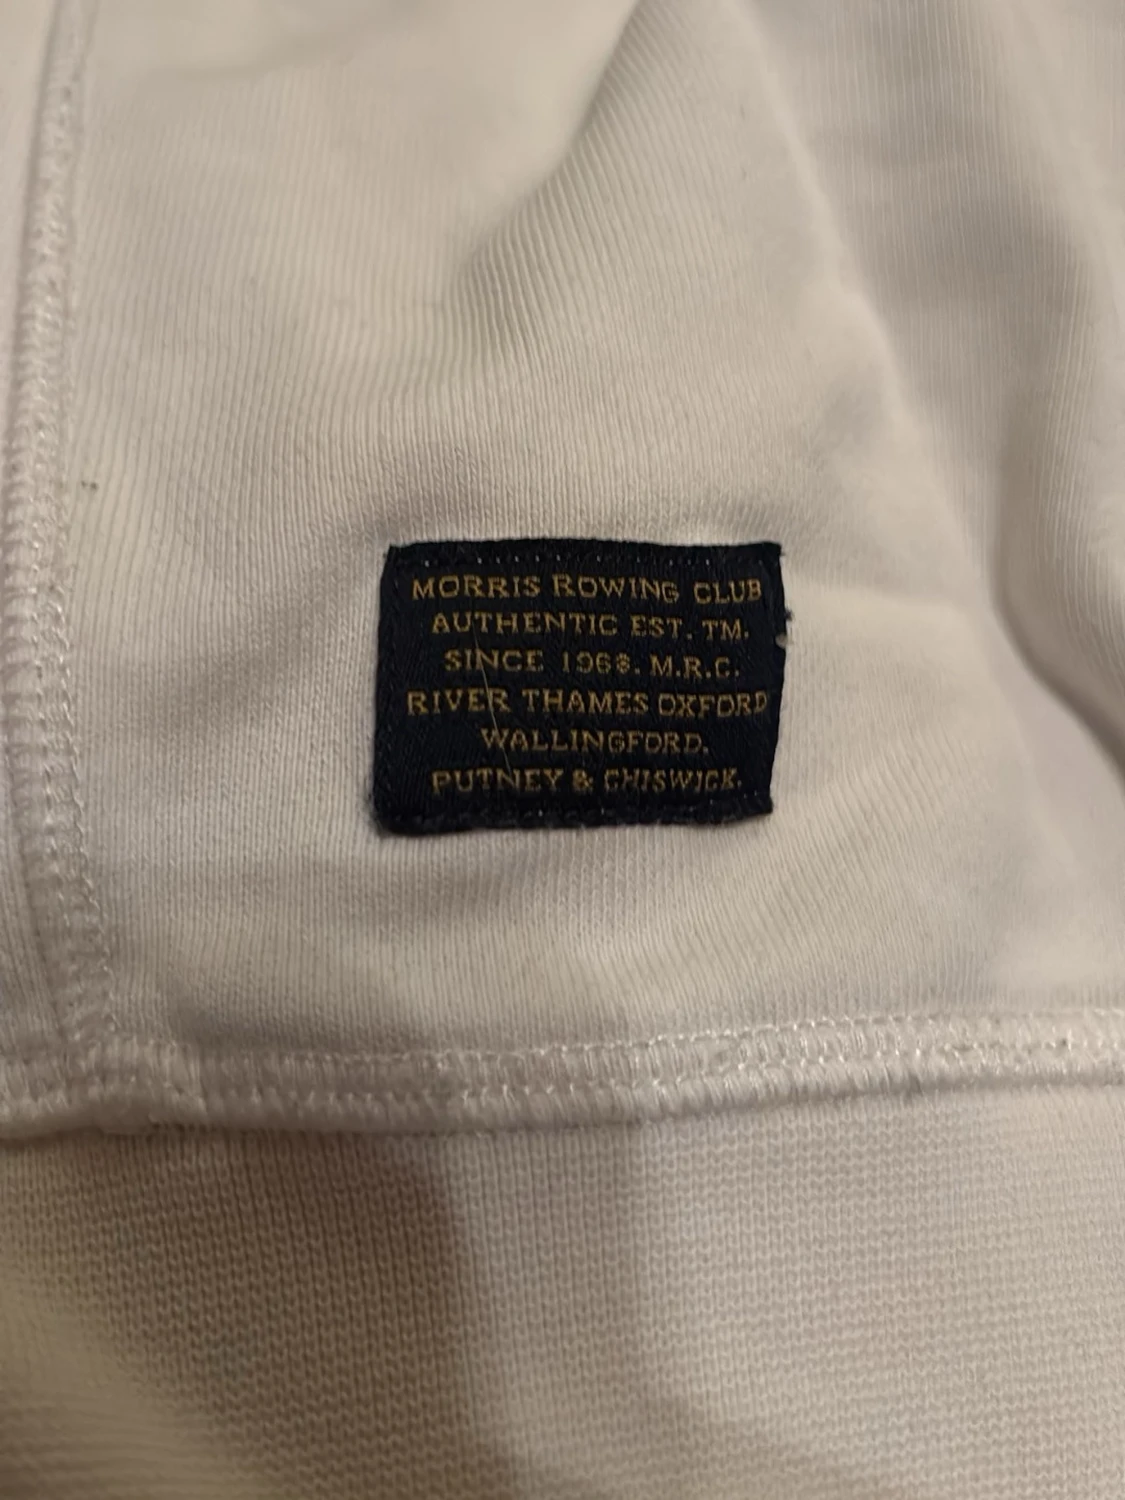 MORRIS ROWING CLUB
AUTHENTIC EST. TM.
SINCE 1968. M.R.C.
RIVER THAMES OXFORD
WALLINGFORD.
PUTNEY & CHISWICK.